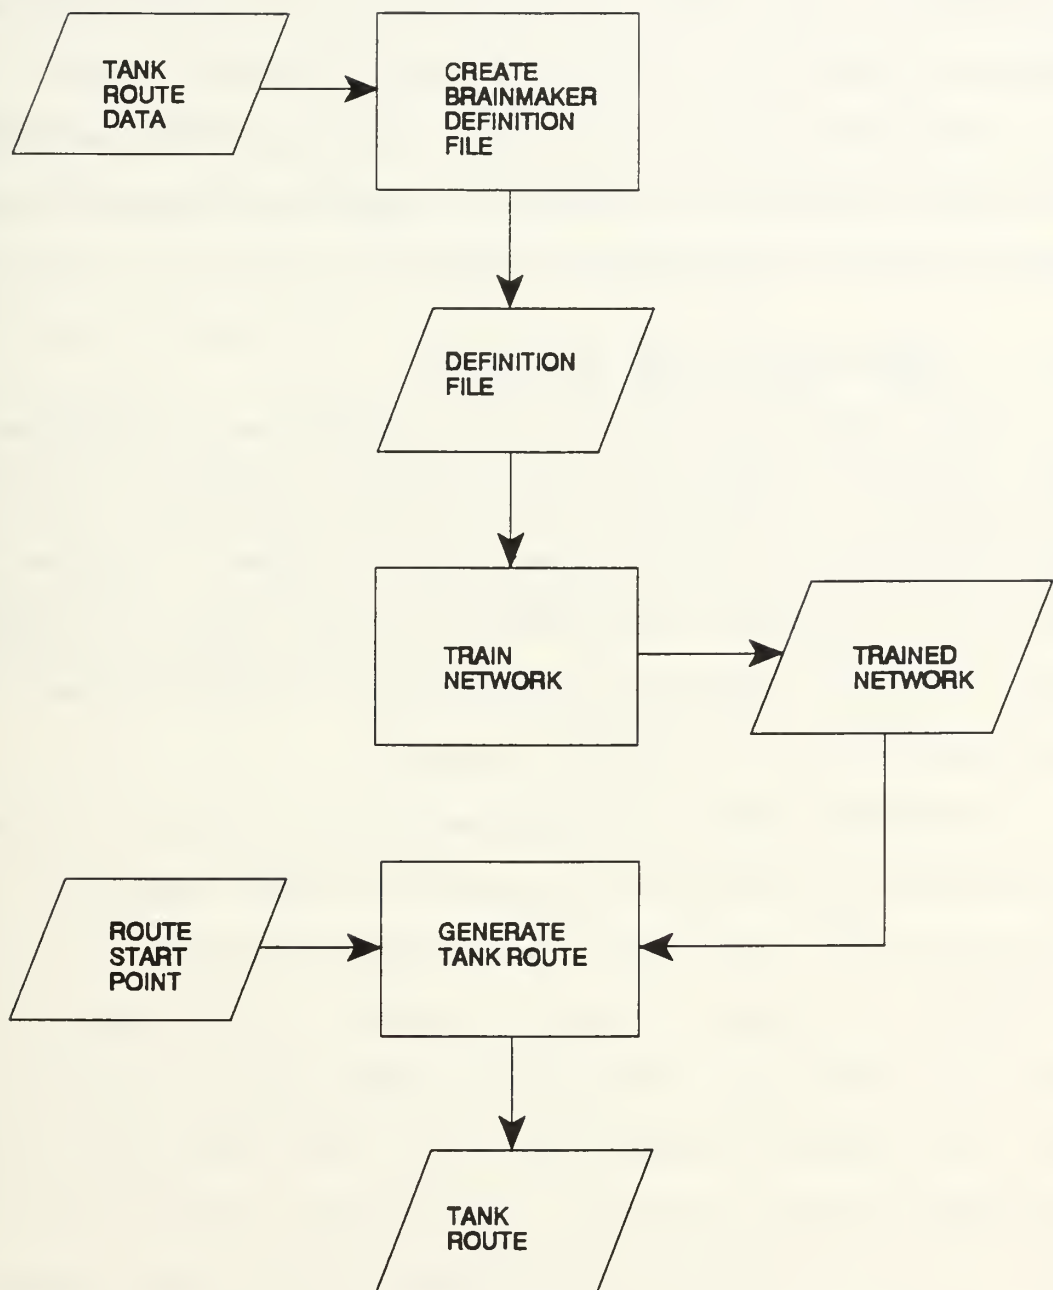 TANK
ROUTE
DATA
CREATE
BRAINMAKER
DEFINITION
FILE
DEFINITION
FILE
TRAIN
NETWORK
TRAINED
NETWORK
ROUTE
START
POINT
GENERATE
TANK ROUTE
TANK
ROUTE